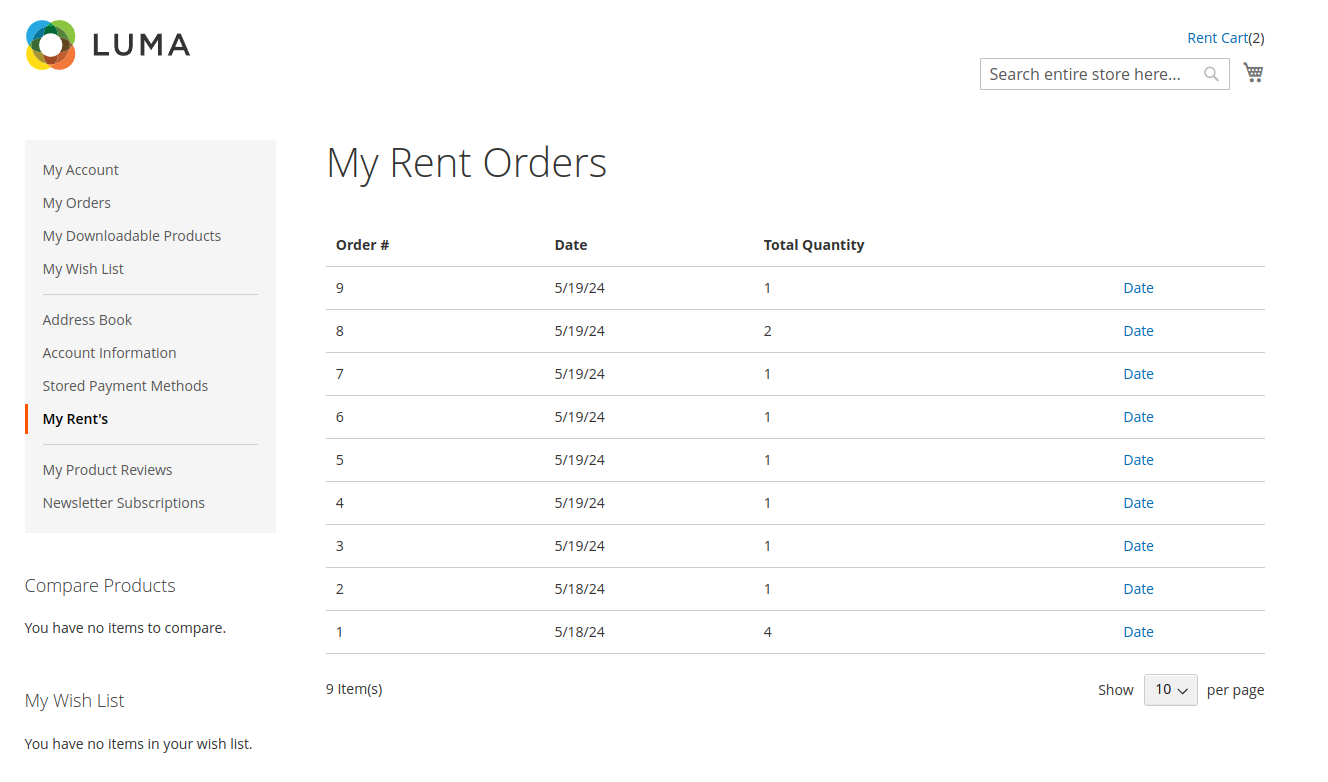 LUMA
Rent Cart(2)
Search entire store here...
My Account
My Orders
My Downloadable Products
My Wish List
Address Book
Account Information
Stored Payment Methods
My Rent's
My Product Reviews
Newsletter Subscriptions
Compare Products
You have no items to compare.
My Wish List
You have no items in your wish list.
My Rent Orders
Order # Date Total Quantity
9 5/19/24 1 Date
8 5/19/24 2 Date
7 5/19/24 1 Date
6 5/19/24 1 Date
5 5/19/24 1 Date
4 5/19/24 1 Date
3 5/19/24 1 Date
2 5/18/24 1 Date
1 5/18/24 4 Date
9 Item(s) Show 10 per page